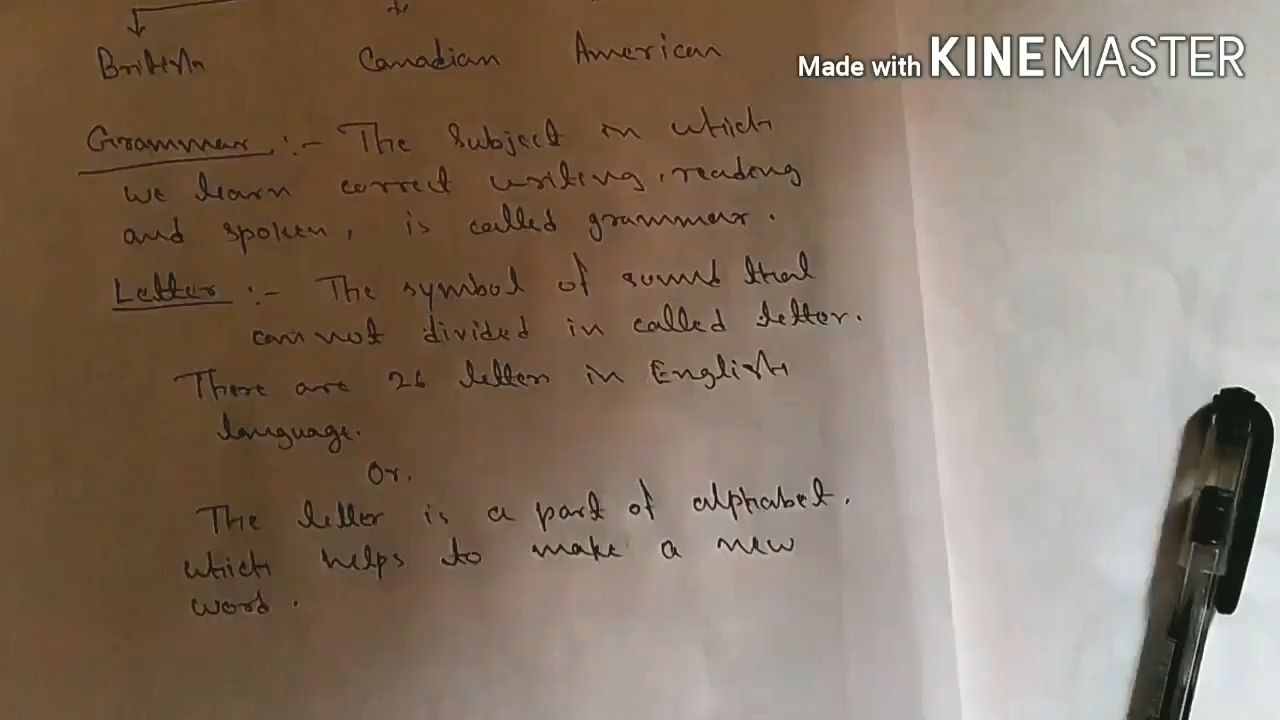 British Canadian American
Made with KINEMASTER
Grammar :- The subject in which
we learn correct writing, reading
and spoken, is called grammar.
Letter :- The symbol of sound that
can not divided in called letter.
There are 26 letters in English
language.
Or.
The letter is a part of alphabet.
which helps to make a new
word.